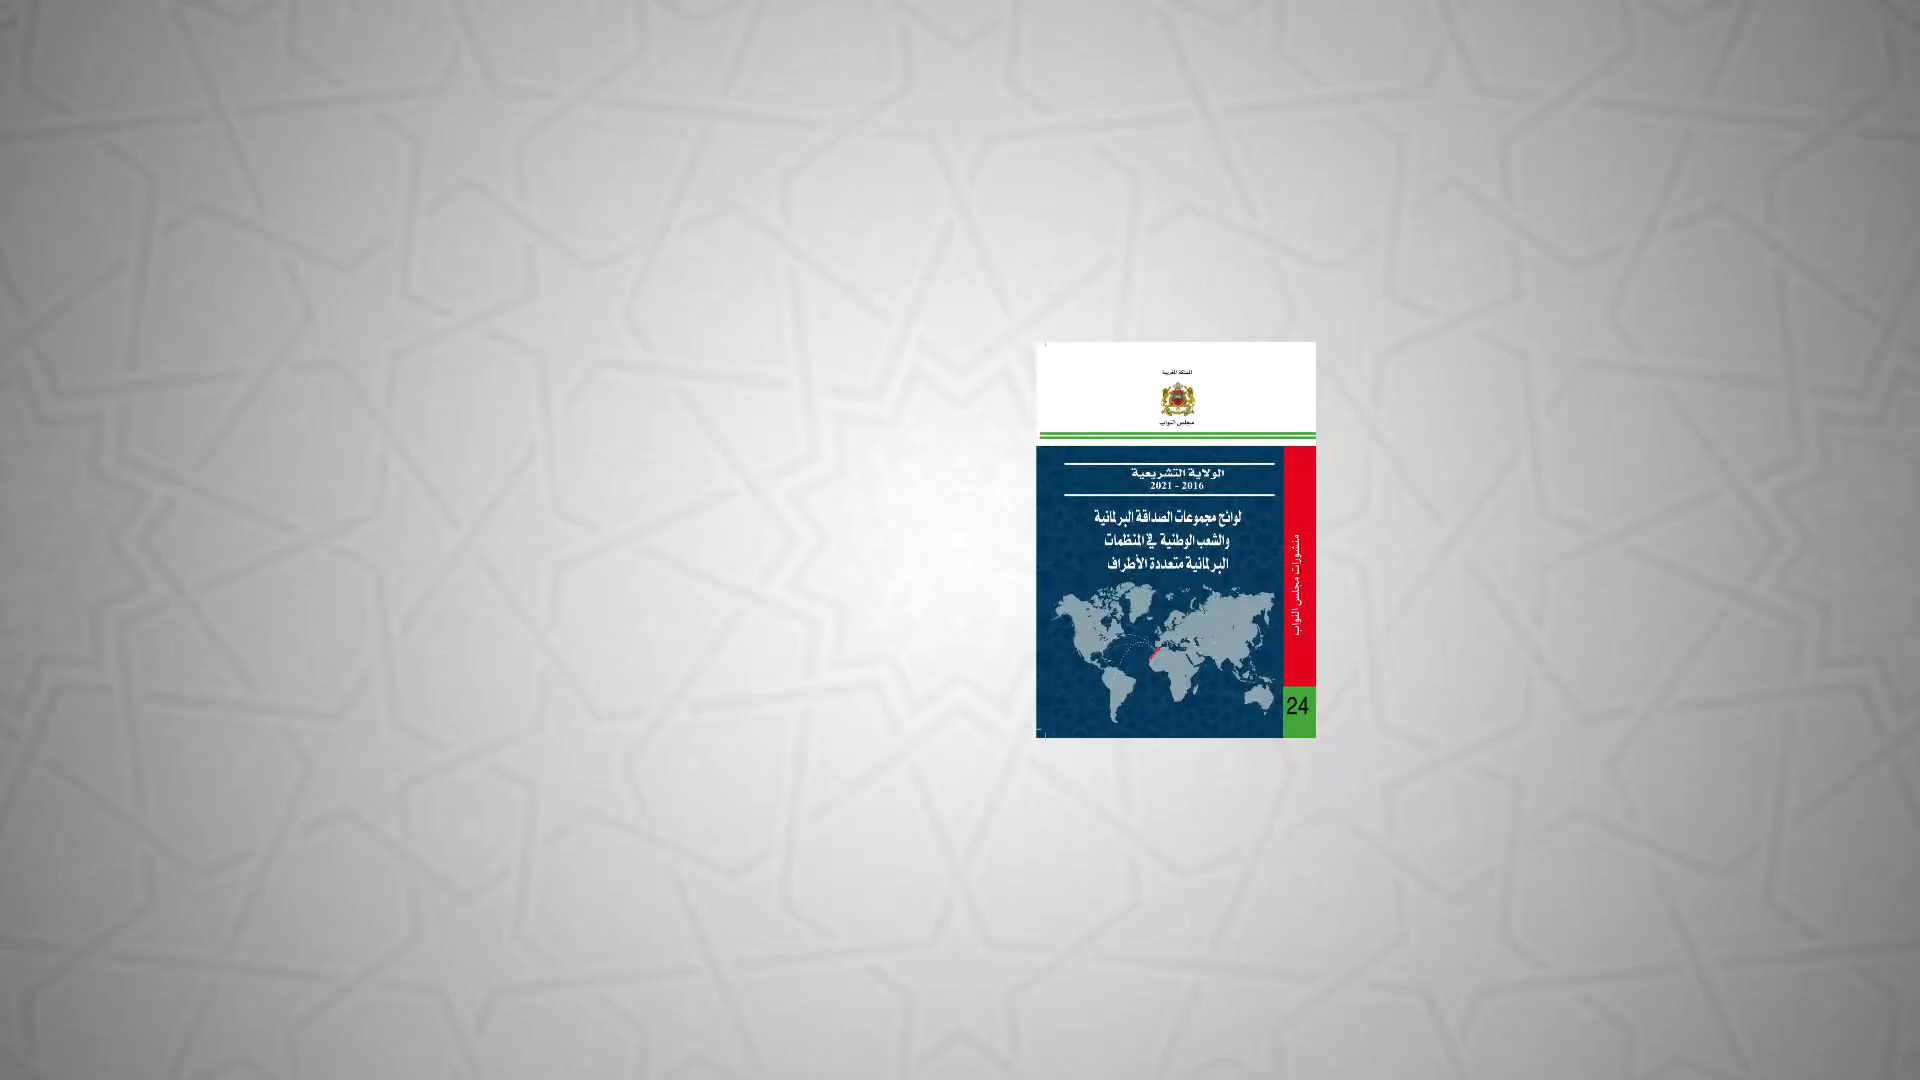 المملكة المغربية
مجلس النواب
الولاية التشريعية
2021 - 2016
لوائح مجموعات الصداقة البرلمانية
والشعب الوطنية في المنظمات
البرلمانية متعددة الأطراف
منشورات مجلس النواب
24